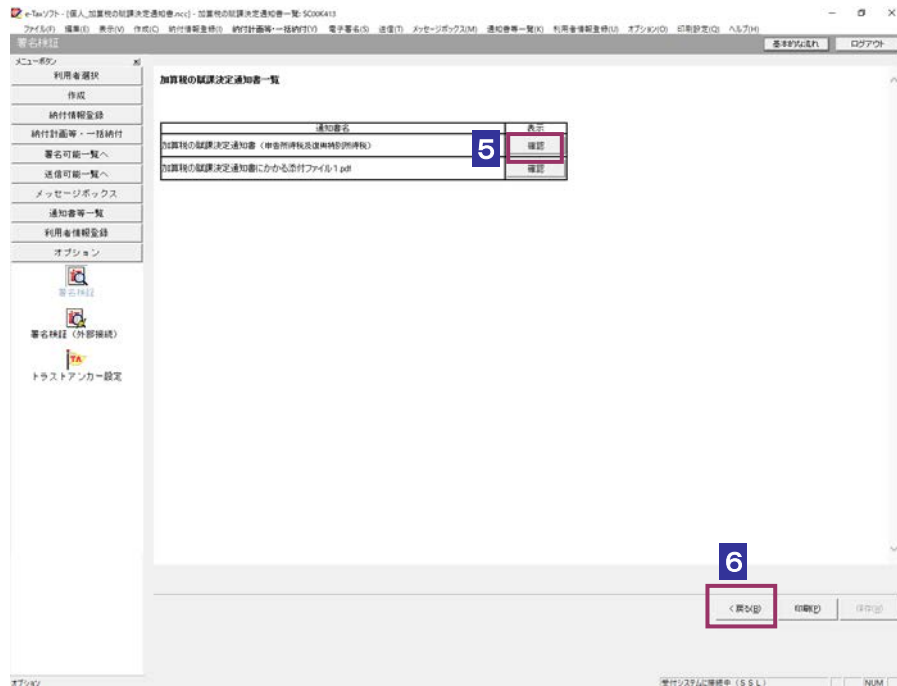 e-Taxソフト - [個人_加算税の賦課決定通知書.ncc] - 加算税の賦課決定通知書一覧: SC00K413
ファイル(F) 編集(E) 表示(V) 作成(C) 納付情報登録(I) 納付計画等・一括納付(Y) 電子署名(S) 送信(T) メッセージボックス(M) 通知書等一覧(K) 利用者情報登録(U) オプション(O) 印刷設定(Q) ヘルプ(H)
署名検証
基本的な流れ
ログアウト
メニューボタン
利用者選択
作成
納付情報登録
納付計画等・一括納付
署名可能一覧へ
送信可能一覧へ
メッセージボックス
通知書等一覧
利用者情報登録
オプション
署名検証
署名検証（外部接続）
TA
トラストアンカー設定
加算税の賦課決定通知書一覧
通知書名 表示
加算税の賦課決定通知書（申告所得税及復興特別所得税） 5 確認
加算税の賦課決定通知書にかかる添付ファイル1.pdf 確認
6
< 戻る(B) 印刷(P) 保存(W)
オプション
受付システムに接続中（ＳＳＬ）
NUM